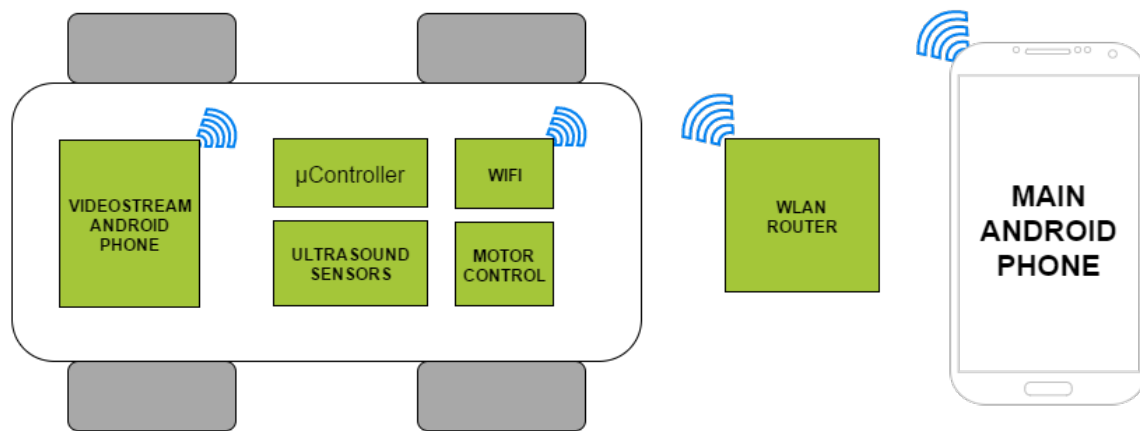 VIDEOSTREAM
ANDROID
PHONE
µController
WIFI
ULTRASOUND
SENSORS
MOTOR
CONTROL
WLAN
ROUTER
MAIN
ANDROID
PHONE